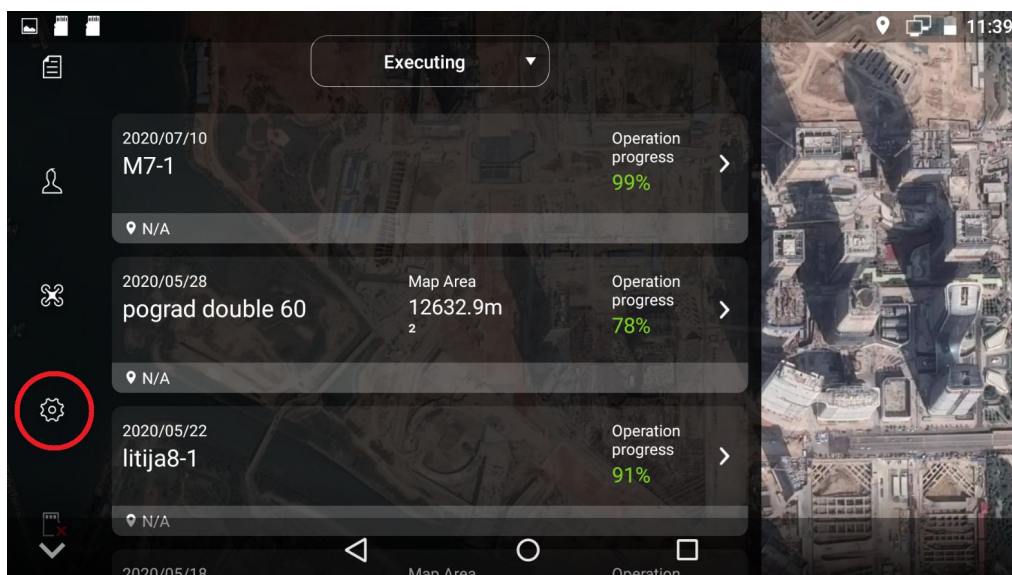 11:39
Executing
2020/07/10
M7-1
Operation
progress
99%
N/A
2020/05/28
pograd double 60
Map Area
12632.9m
2
Operation
progress
78%
N/A
2020/05/22
litija8-1
Operation
progress
91%
N/A
2020/05/18
Map Area
Operation